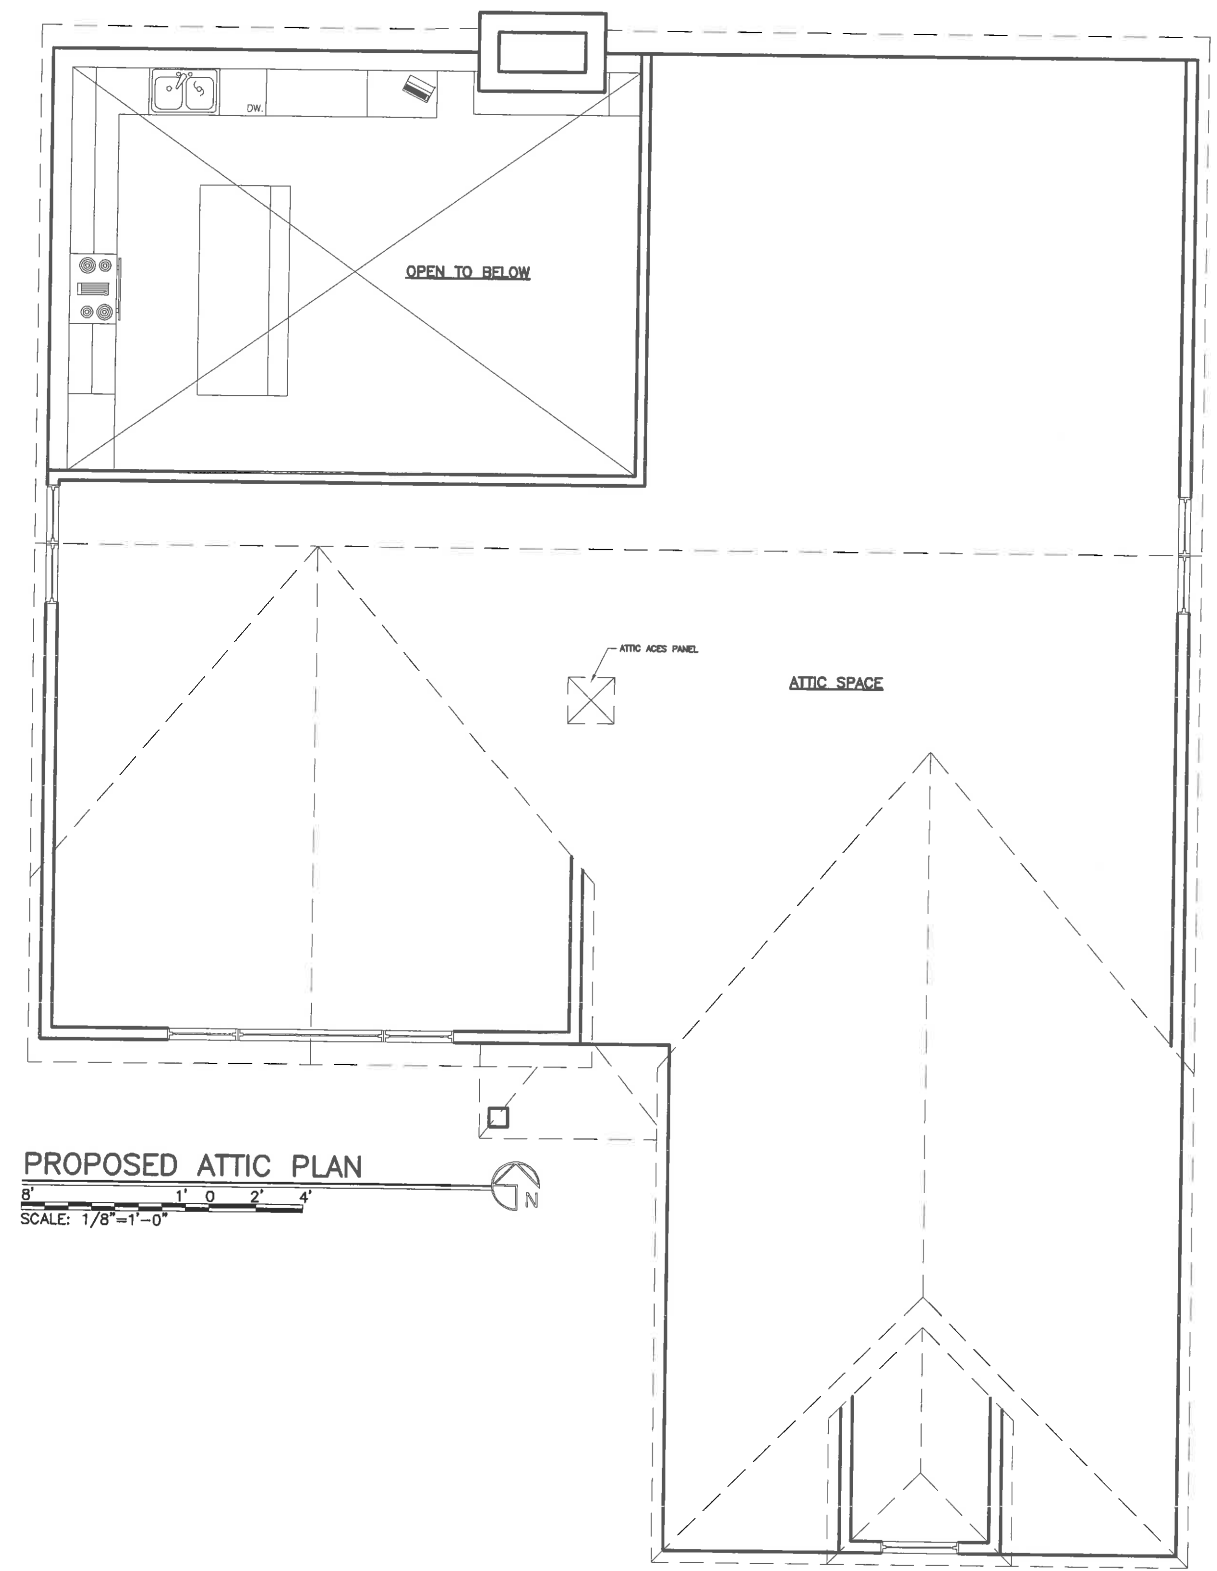 DW.
OPEN TO BELOW
ATTIC ACES PANEL
ATTIC SPACE
PROPOSED ATTIC PLAN
8' 1' 0 2' 4'
N
SCALE: 1/8"=1'-0"